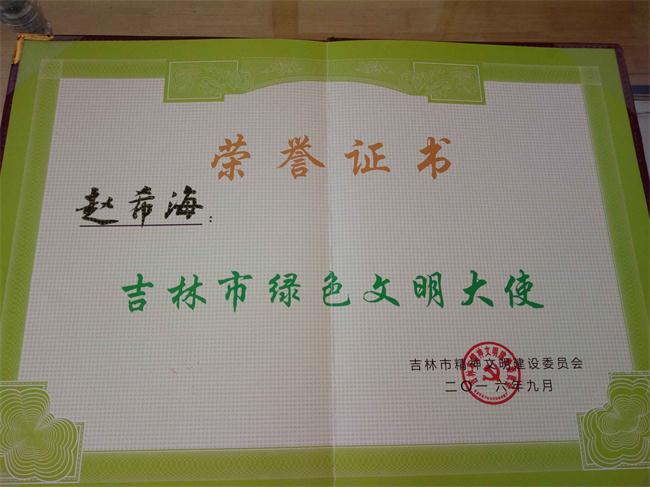 荣誉证书
赵希海:
吉林市绿色文明大使
吉林市精神文明建设委员会
二〇一六年九月